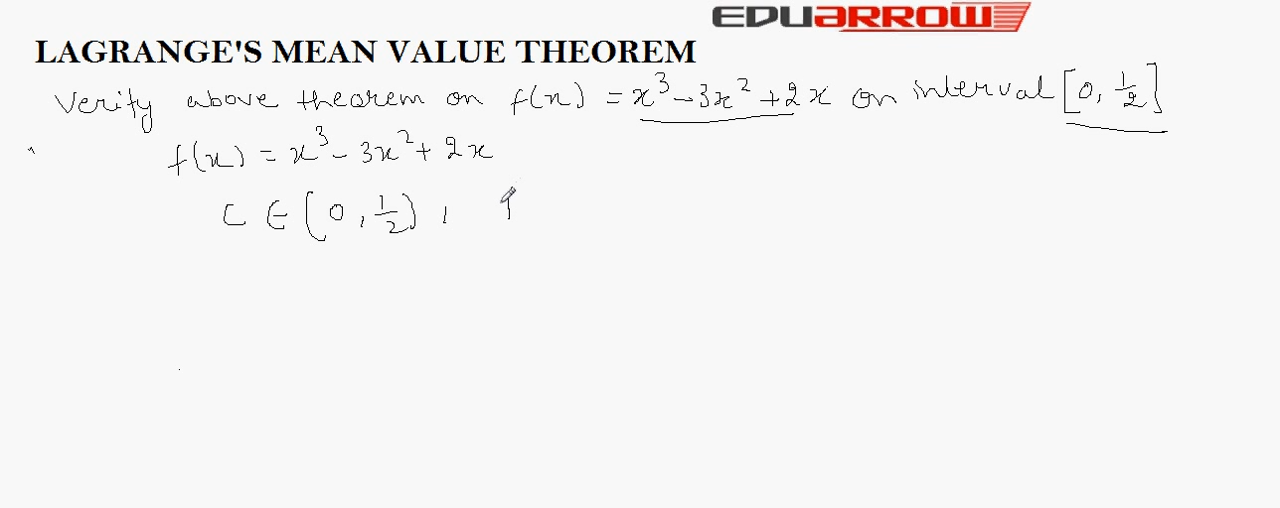 EDUARROW
LAGRANGE'S MEAN VALUE THEOREM
Verify above theorem on f(x) = x³ - 3x² + 2x on interval [0, 1/2]
f(x) = x³ - 3x² + 2x
C ∈ (0, 1/2) ,